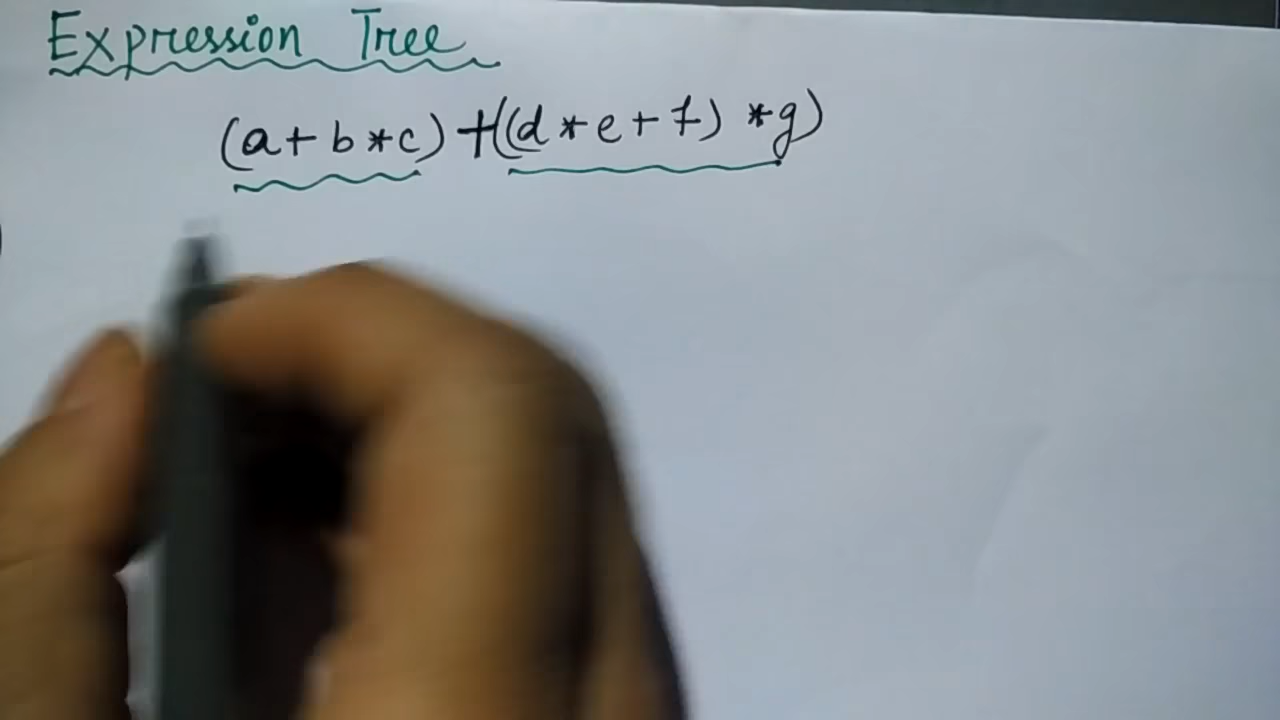 Expression Tree
(a + b * c) + ((d * e + f) * g)